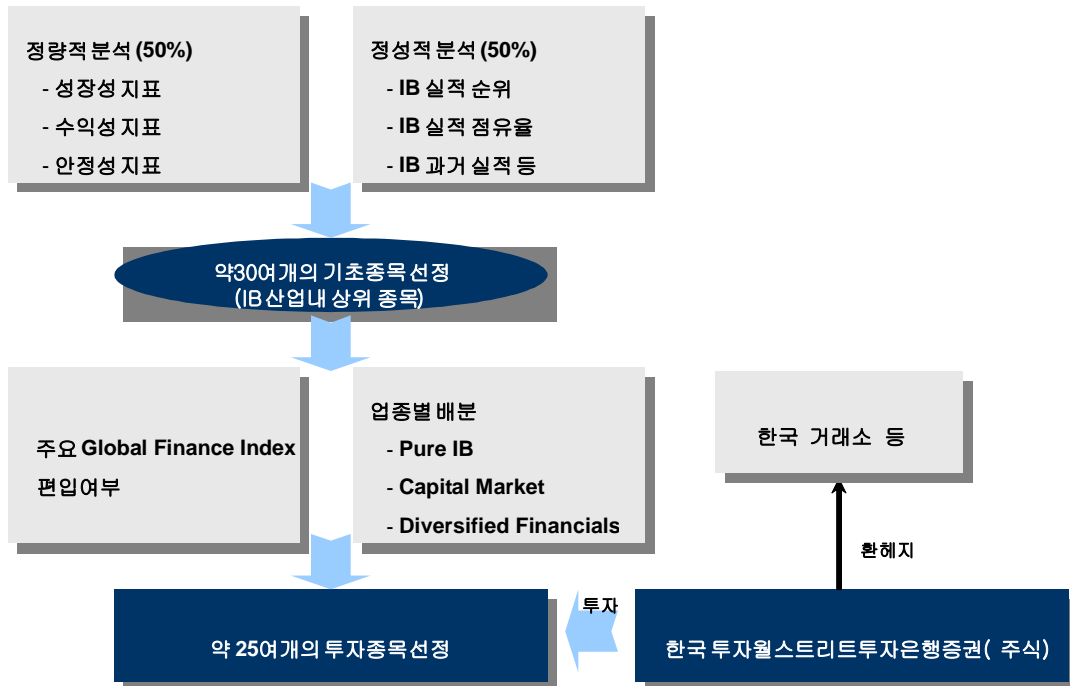 정량적 분석 (50%)
- 성장성 지표
- 수익성 지표
- 안정성 지표
정성적 분석 (50%)
- IB 실적 순위
- IB 실적 점유율
- IB 과거 실적 등
약30여개의 기초종목 선정
(IB 산업내 상위 종목)
주요 Global Finance Index
편입여부
업종별 배분
- Pure IB
- Capital Market
- Diversified Financials
한국 거래소 등
환헤지
약 25여개의 투자종목선정
투자
한국 투자월스트리트투자은행증권( 주식)